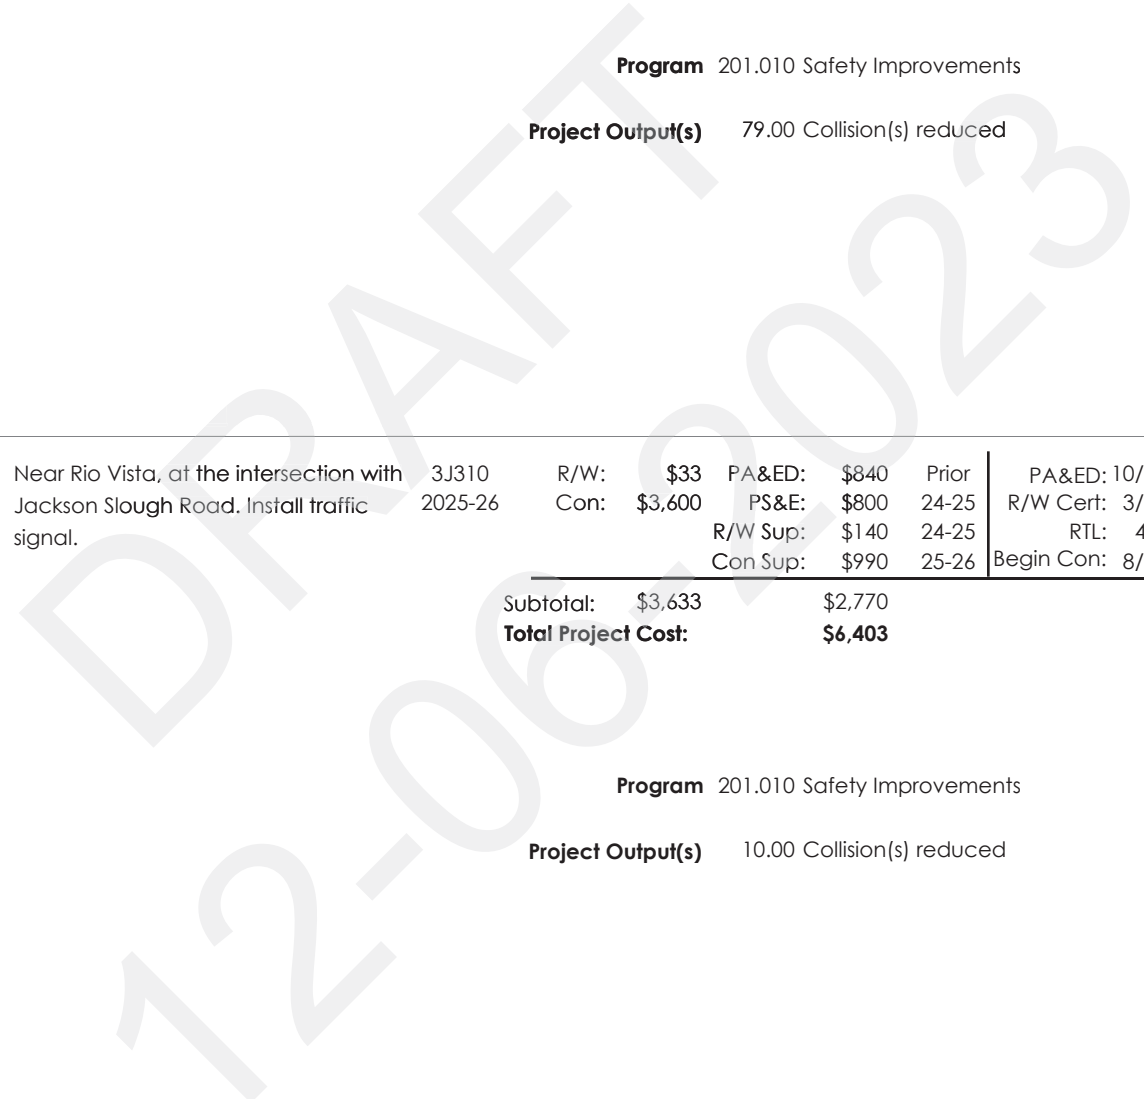 Program 201.010 Safety Improvements
Project Output(s) 79.00 Collision(s) reduced
Near Rio Vista, at the intersection with 3J310 R/W: $33 PA&ED: $840 Prior PA&ED: 10/
Jackson Slough Road. Install traffic 2025-26 Con: $3,600 PS&E: $800 24-25 R/W Cert: 3/
signal. R/W Sup: $140 24-25 RTL: 4
Con Sup: $990 25-26 Begin Con: 8/
Subtotal: $3,633 $2,770
Total Project Cost: $6,403
Program 201.010 Safety Improvements
Project Output(s) 10.00 Collision(s) reduced
DRAFT
12-06-2023